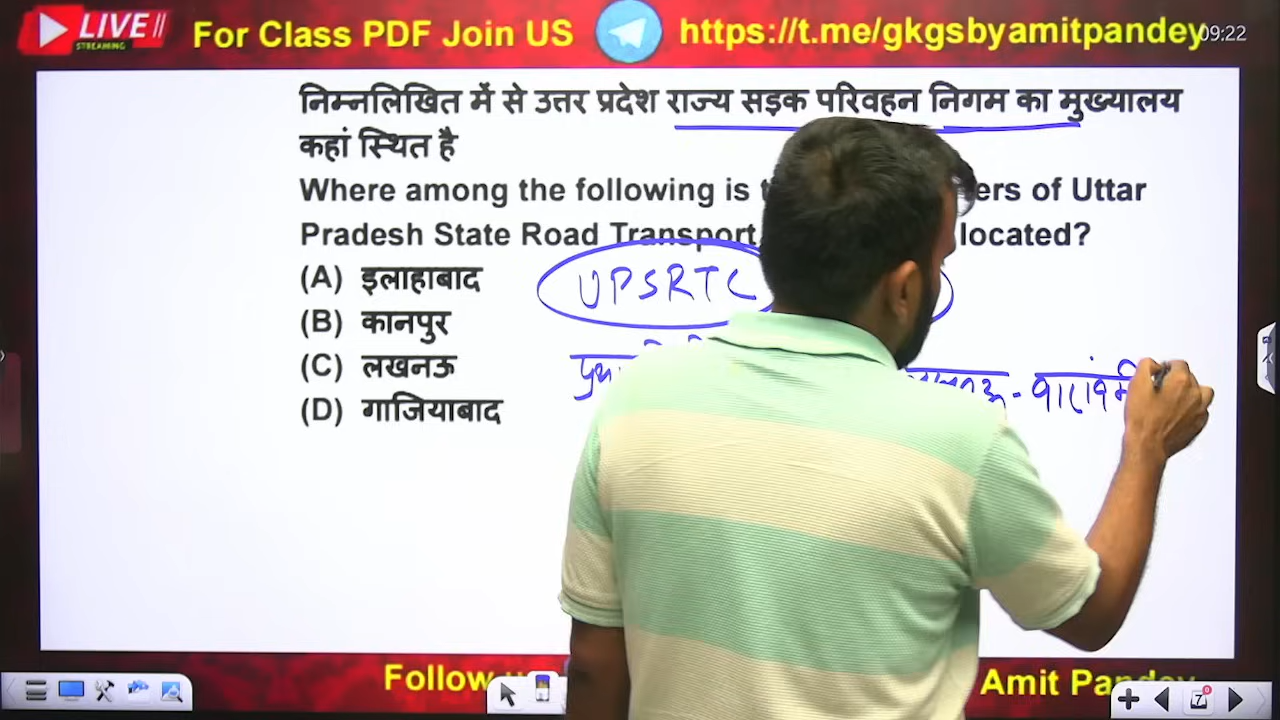 LIVE
STREAMING
For Class PDF Join US
https://t.me/gkgsbyamitpandey
09:22
निम्नलिखित में से उत्तर प्रदेश राज्य सड़क परिवहन निगम का मुख्यालय
कहां स्थित है
Where among the following is ers of Uttar
Pradesh State Road Transport located?
(A) इलाहाबाद
UPSRTC
(B) कानपुर
(C) लखनऊ
(D) गाजियाबाद
Follow
Amit Pandey